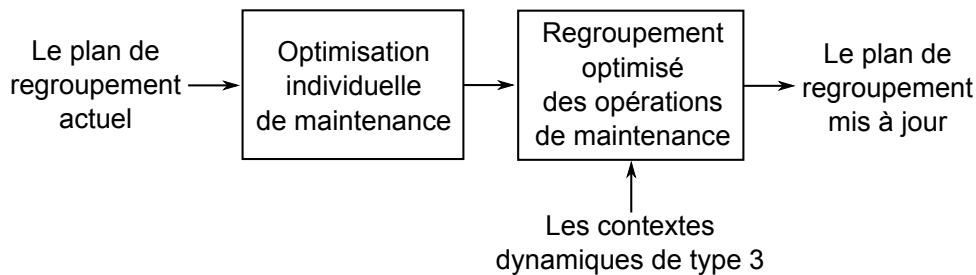 Le plan de
regroupement
actuel
Optimisation
individuelle
de maintenance
Regroupement
optimisé
des opérations
de maintenance
Le plan de
regroupement
mis à jour
Les contextes
dynamiques de type 3